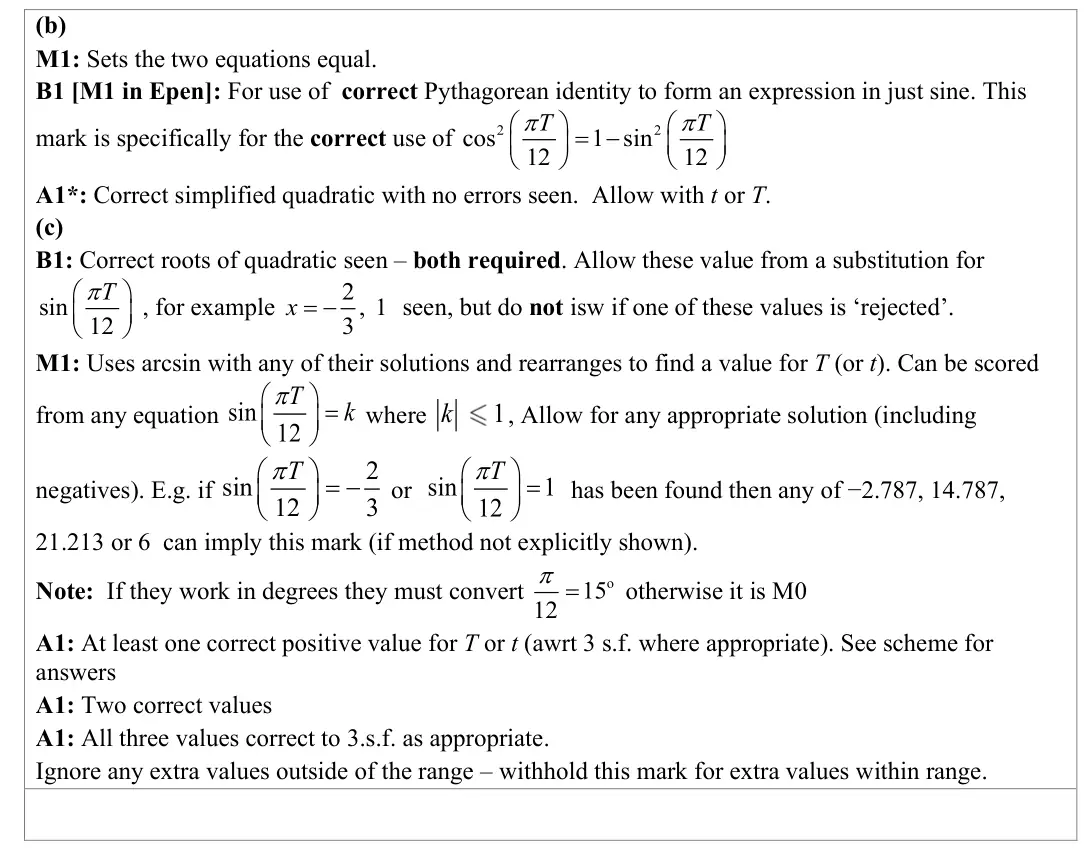 (b)
M1: Sets the two equations equal.
B1 [M1 in Epen]: For use of correct Pythagorean identity to form an expression in just sine. This
mark is specifically for the correct use of cos²(πT/12) = 1 − sin²(πT/12)
A1*: Correct simplified quadratic with no errors seen. Allow with t or T.
(c)
B1: Correct roots of quadratic seen – both required. Allow these value from a substitution for
sin(πT/12), for example x = −2/3, 1 seen, but do not isw if one of these values is ‘rejected’.
M1: Uses arcsin with any of their solutions and rearranges to find a value for T (or t). Can be scored
from any equation sin(πT/12) = k where |k| ⩽ 1, Allow for any appropriate solution (including
negatives). E.g. if sin(πT/12) = −2/3 or sin(πT/12) = 1 has been found then any of −2.787, 14.787,
21.213 or 6 can imply this mark (if method not explicitly shown).
Note: If they work in degrees they must convert π/12 = 15° otherwise it is M0
A1: At least one correct positive value for T or t (awrt 3 s.f. where appropriate). See scheme for
answers
A1: Two correct values
A1: All three values correct to 3.s.f. as appropriate.
Ignore any extra values outside of the range – withhold this mark for extra values within range.